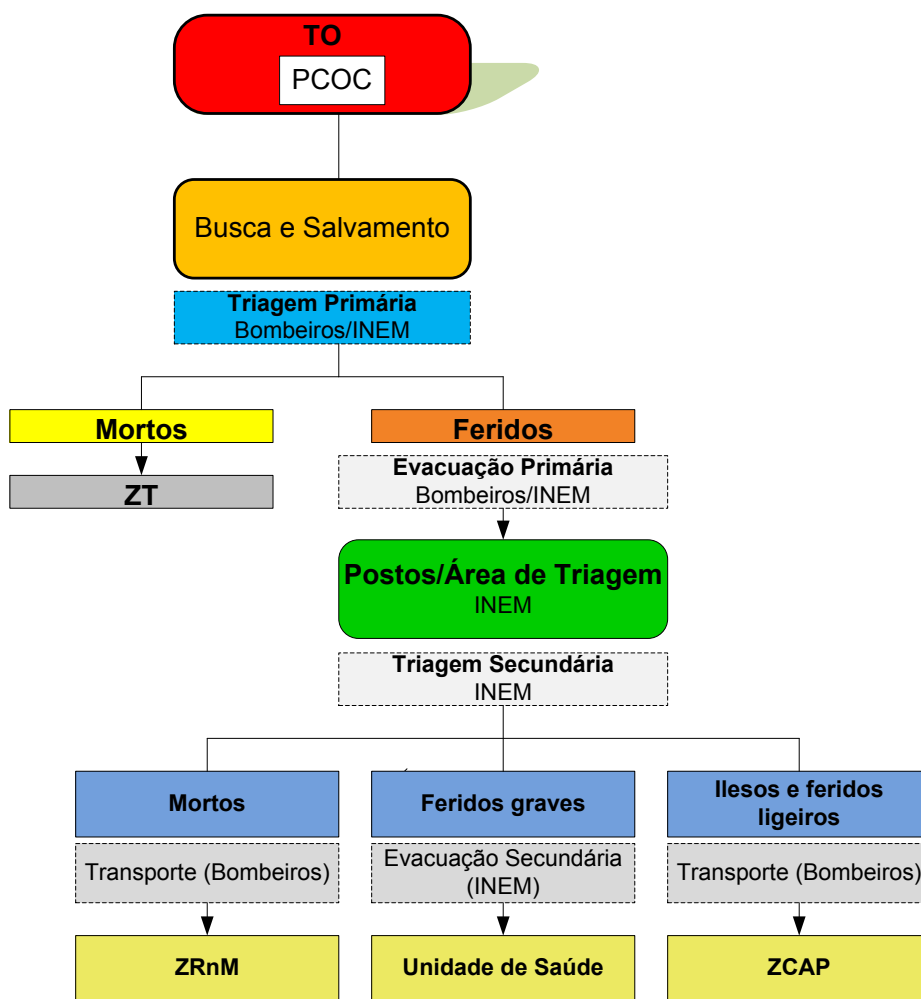 TO
PCOC
Busca e Salvamento
Triagem Primária
Bombeiros/INEM
Mortos
Feridos
ZT
Evacuação Primária
Bombeiros/INEM
Postos/Área de Triagem
INEM
Triagem Secundária
INEM
Mortos
Feridos graves
Ilesos e feridos
ligeiros
Transporte (Bombeiros)
Evacuação Secundária
(INEM)
Transporte (Bombeiros)
ZRnM
Unidade de Saúde
ZCAP